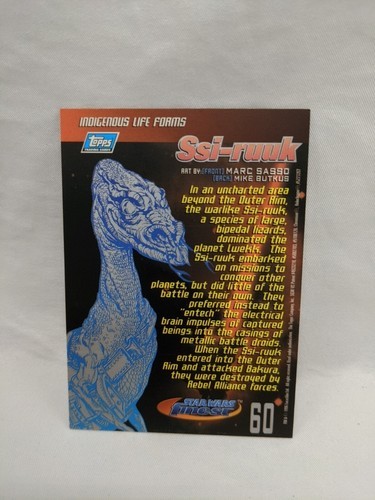 INDIGENOUS LIFE FORMS
Topps
Ssi-ruuk
ART BY: (FRONT) MARC SASSO
(BACK) MIKE BUTKUS
In an uncharted area
beyond the Outer Rim,
the warlike Ssi-ruuk,
a species of large,
bipedal lizards,
dominated the
planet Lwekk. The
Ssi-ruuk embarked
on missions to
conquer other
planets, but did little of the
battle on their own. They
preferred instead to
"entech" the electrical
brain impulses of captured
beings into the casings of
metallic battle droids.
When the Ssi-ruuk
entered into the Outer
Rim and attacked Bakura,
they were destroyed by
Rebel Alliance forces.
STAR WARS
FINEST
60